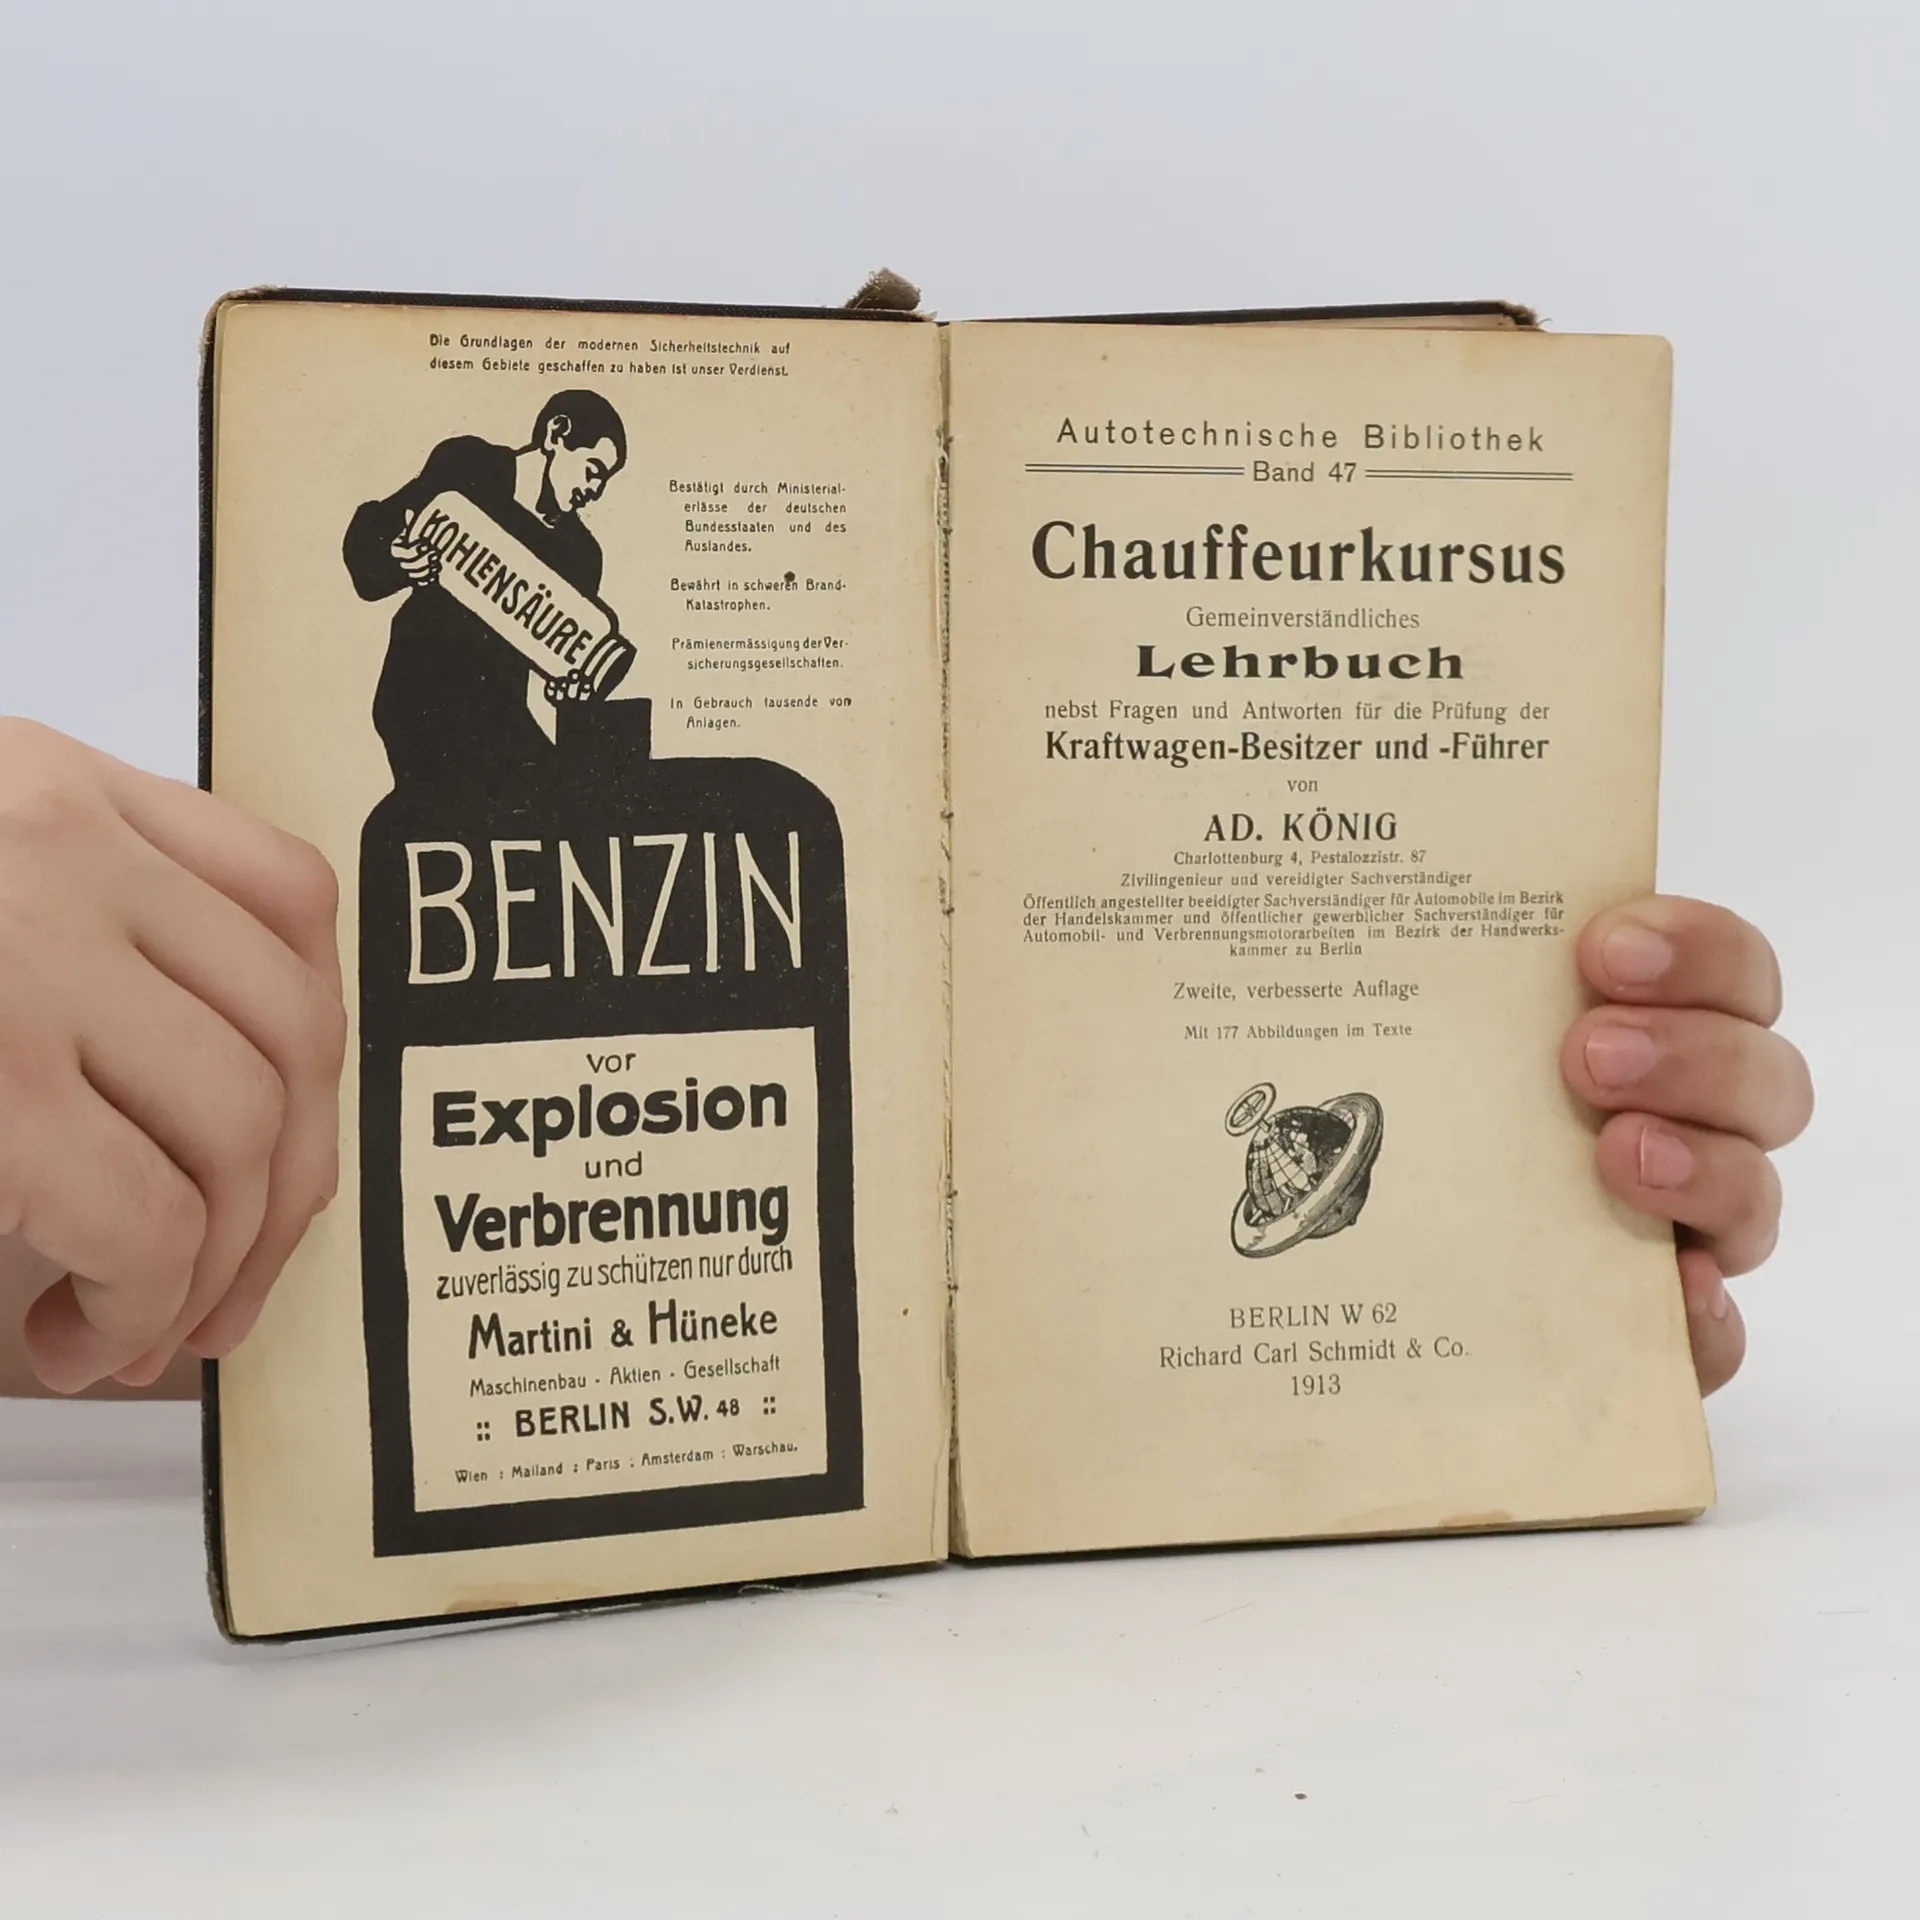 Die Grundlagen der modernen Sicherheitstechnik auf
diesem Gebiete geschaffen zu haben ist unser Verdienst.
KOHLENSÄURE
Bestätigt durch Ministerial-
erlässe der deutschen
Bundesstaaten und des
Auslandes.
Bewährt in schweren Brand-
Katastrophen.
Prämienermässigung der Ver-
sicherungsgesellschaften.
In Gebrauch tausende von
Anlagen.
BENZIN
vor
Explosion
und
Verbrennung
zuverlässig zu schützen nur durch
Martini & Hüneke
Maschinenbau - Aktien - Gesellschaft
:: BERLIN S.W. 48 ::
Wien : Mailand : Paris : Amsterdam : Warschau.
Autotechnische Bibliothek
Band 47
Chauffeurkursus
Gemeinverständliches
Lehrbuch
nebst Fragen und Antworten für die Prüfung der
Kraftwagen-Besitzer und -Führer
von
AD. KÖNIG
Charlottenburg 4, Pestalozzistr. 87
Zivilingenieur und vereidigter Sachverständiger
Öffentlich angestellter beeidigter Sachverständiger für Automobile im Bezirk
der Handelskammer und öffentlicher gewerblicher Sachverständiger für
Automobil- und Verbrennungsmotorarbeiten im Bezirk der Handwerks-
kammer zu Berlin
Zweite, verbesserte Auflage
Mit 177 Abbildungen im Texte
BERLIN W 62
Richard Carl Schmidt & Co.
1913